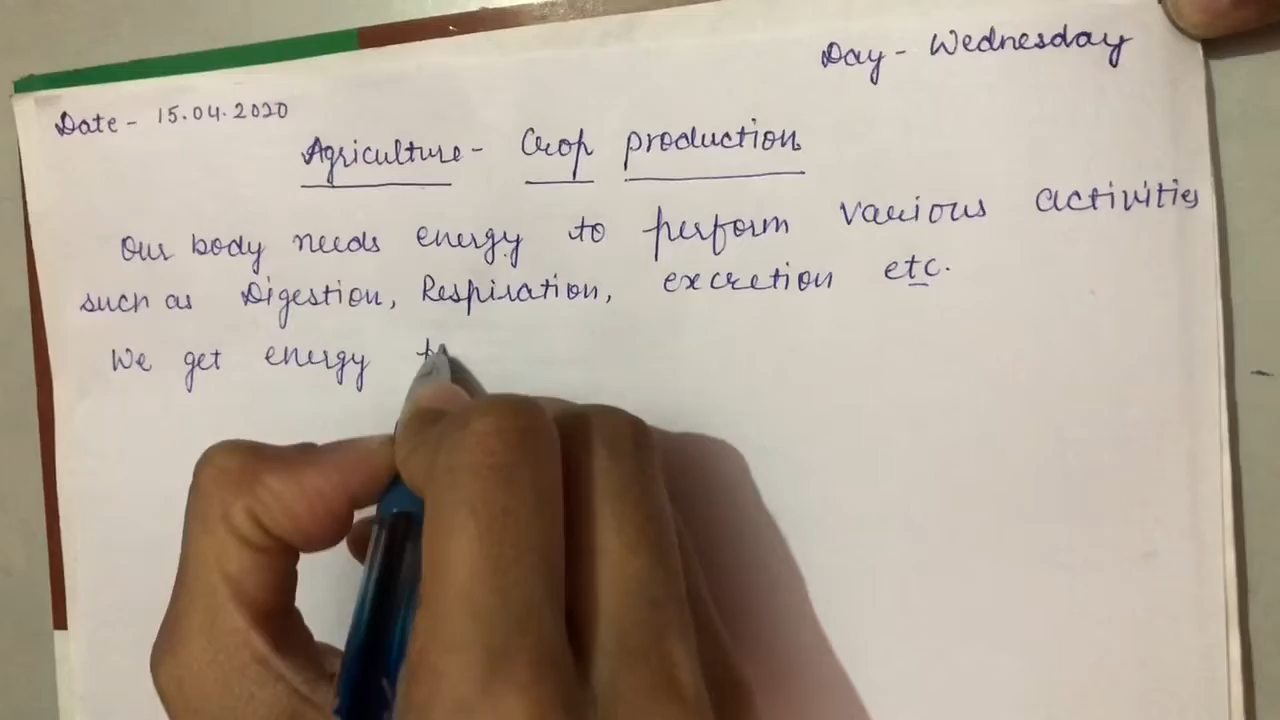 Day - Wednesday
Date - 15.04.2020
Agriculture - Crop production
Our body needs energy to perform various activities
such as Digestion, Respiration, excretion etc.
We get energy